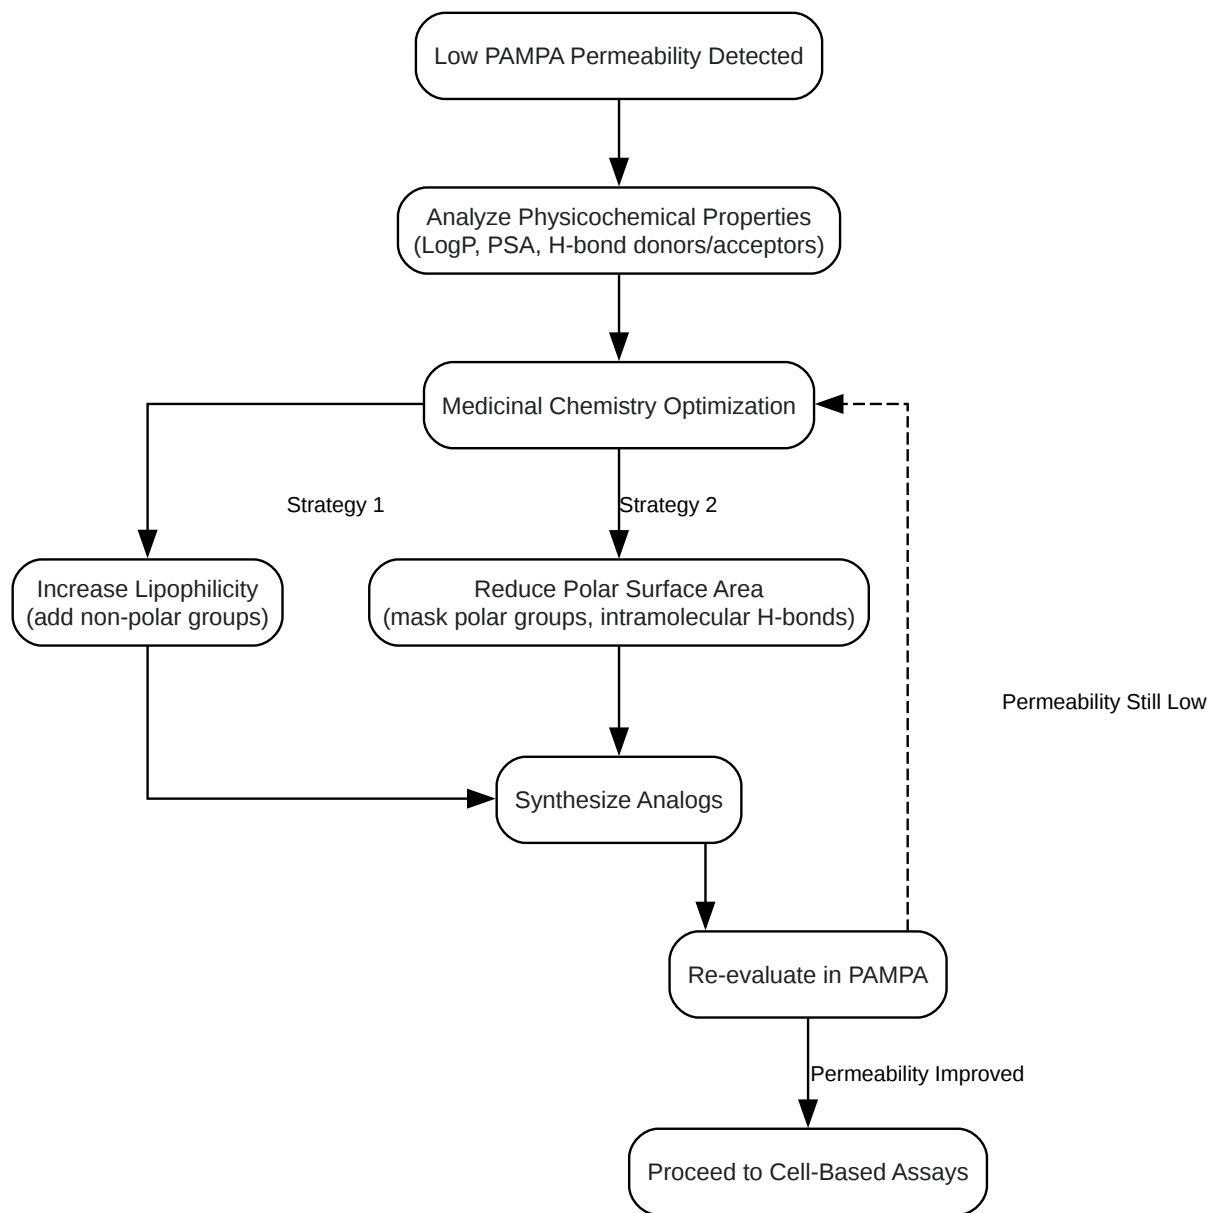 Low PAMPA Permeability Detected
Analyze Physicochemical Properties
(LogP, PSA, H-bond donors/acceptors)
Medicinal Chemistry Optimization
Strategy 1
Strategy 2
Increase Lipophilicity
(add non-polar groups)
Reduce Polar Surface Area
(mask polar groups, intramolecular H-bonds)
Permeability Still Low
Synthesize Analogs
Re-evaluate in PAMPA
Permeability Improved
Proceed to Cell-Based Assays